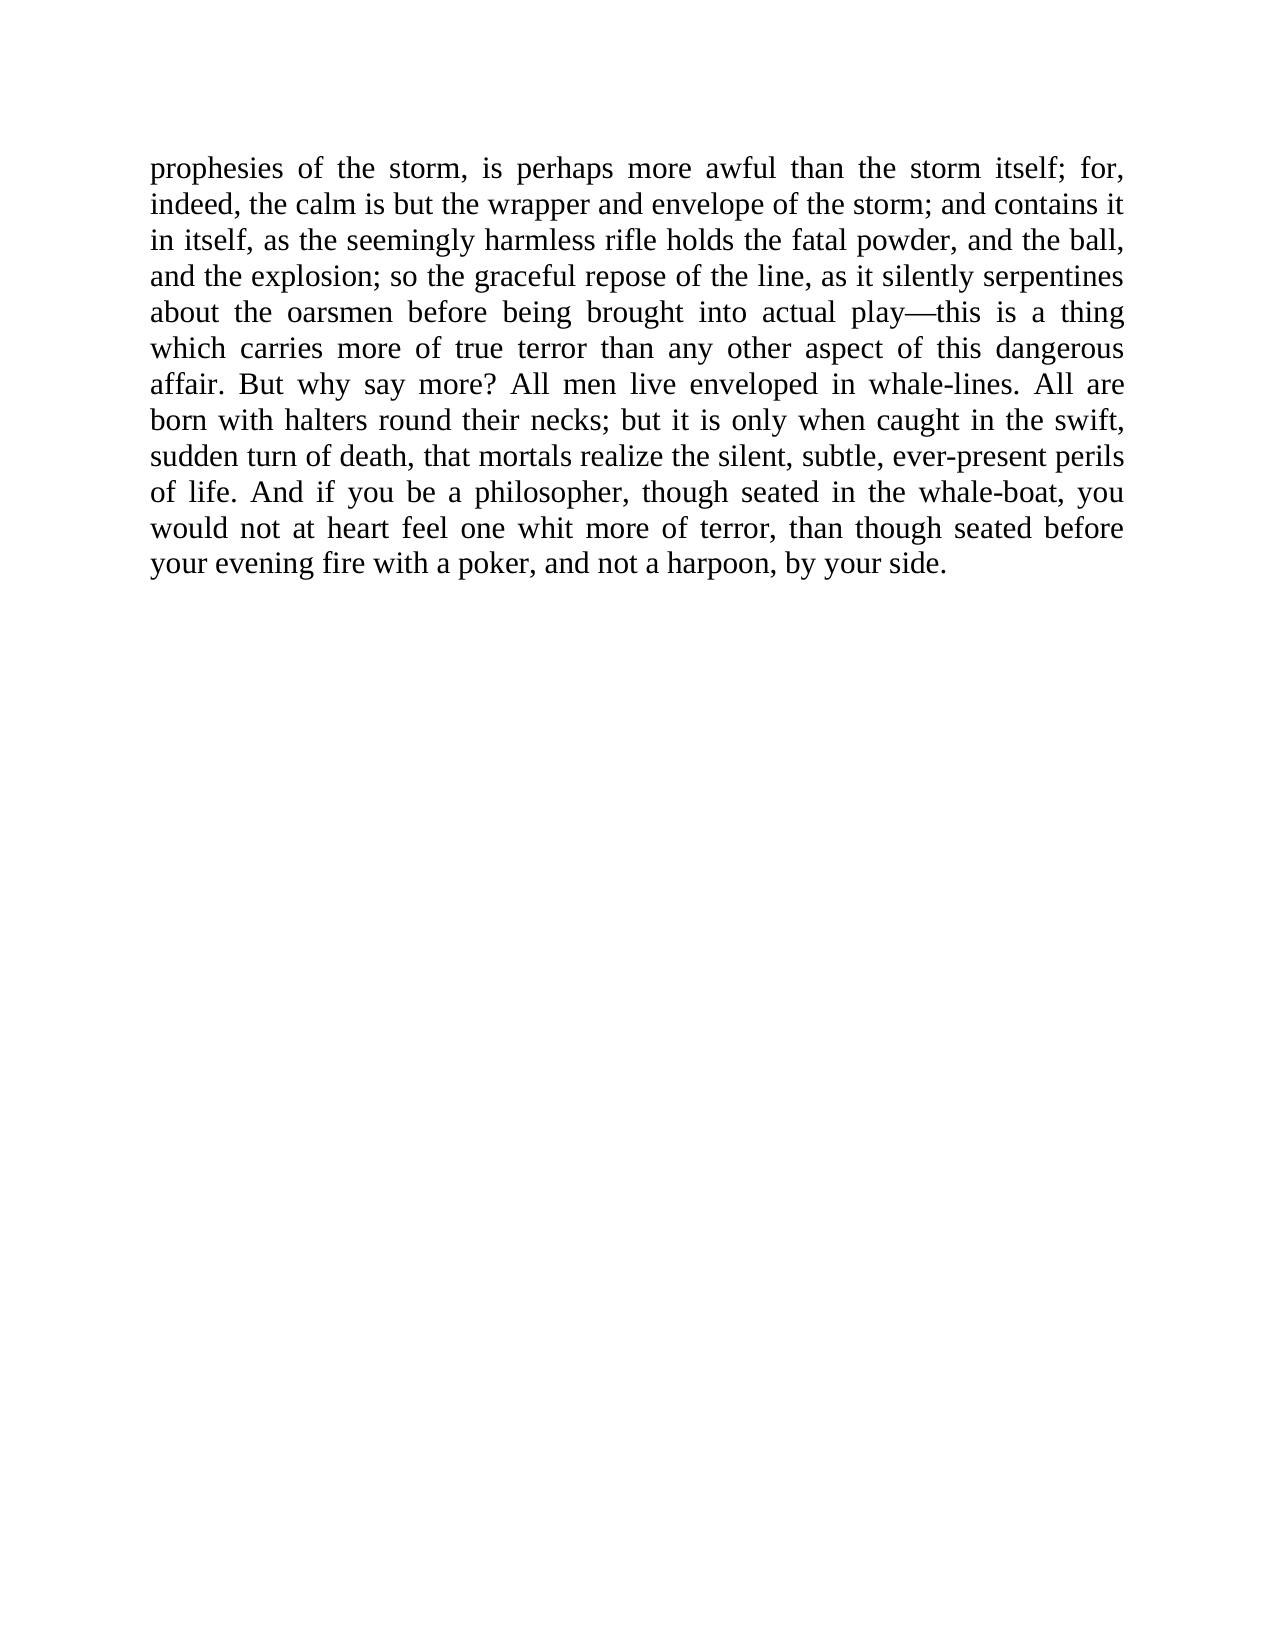 prophesies of the storm, is perhaps more awful than the storm itself; for,
indeed, the calm is but the wrapper and envelope of the storm; and contains it
in itself, as the seemingly harmless rifle holds the fatal powder, and the ball,
and the explosion; so the graceful repose of the line, as it silently serpentines
about the oarsmen before being brought into actual play—this is a thing
which carries more of true terror than any other aspect of this dangerous
affair. But why say more? All men live enveloped in whale-lines. All are
born with halters round their necks; but it is only when caught in the swift,
sudden turn of death, that mortals realize the silent, subtle, ever-present perils
of life. And if you be a philosopher, though seated in the whale-boat, you
would not at heart feel one whit more of terror, than though seated before
your evening fire with a poker, and not a harpoon, by your side.